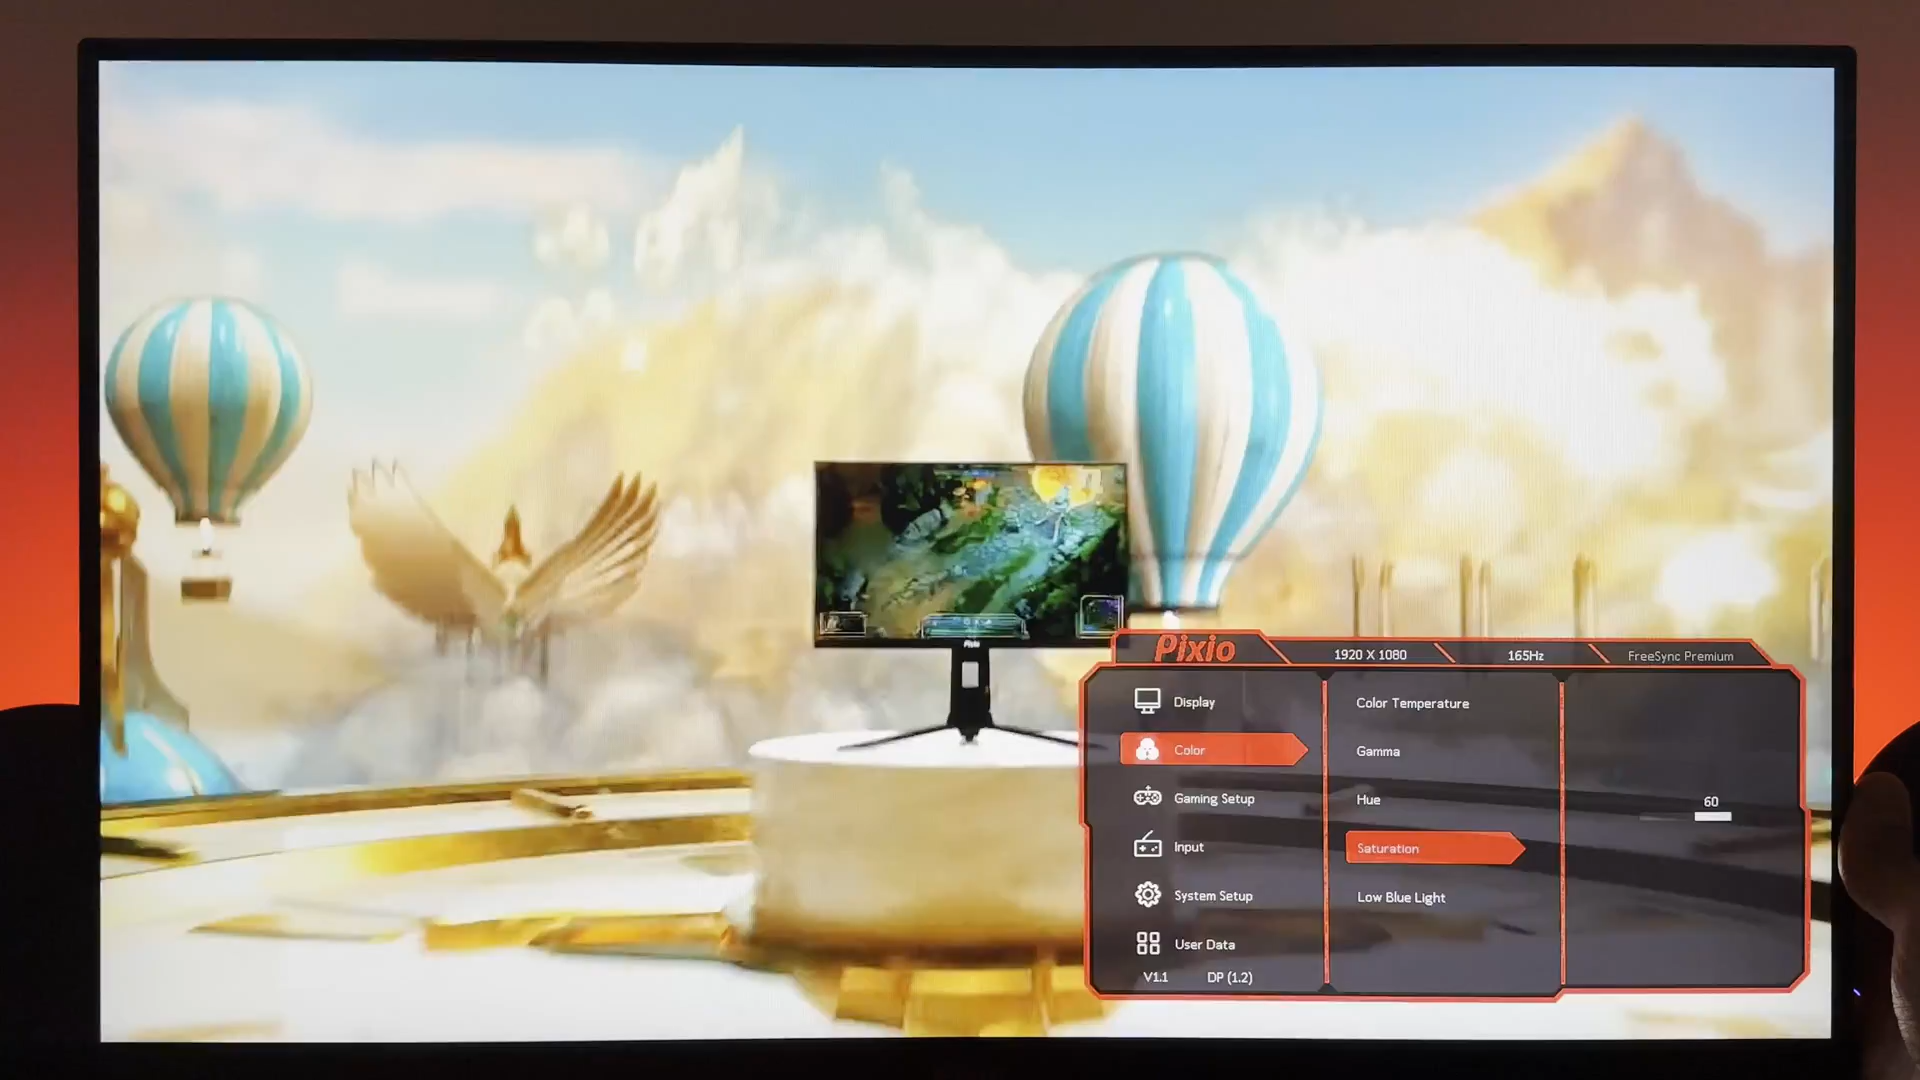 Pixio
Pixio 1920 X 1080 165Hz FreeSync Premium
Display
Color
Gaming Setup
Input
System Setup
User Data
V1.1 DP (1.2)
Color Temperature
Gamma
Hue
Saturation
Low Blue Light
60